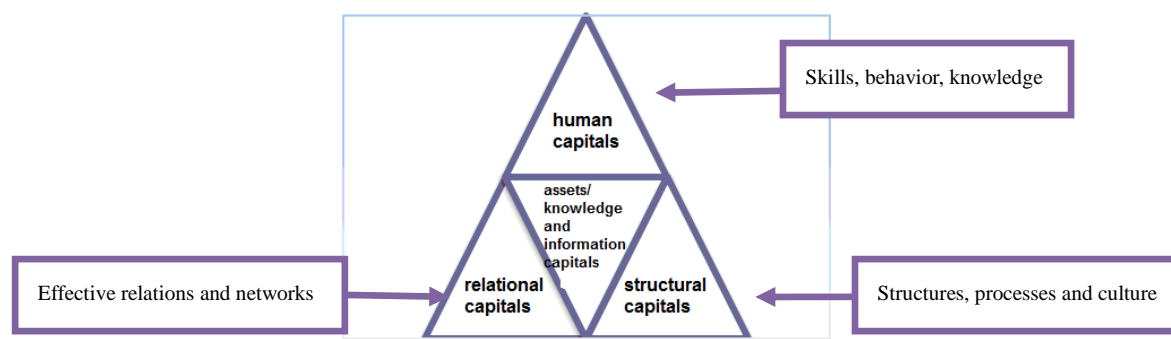 Skills, behavior, knowledge
human
capitals
assets/
knowledge
and
information
capitals
Effective relations and networks
relational
capitals
structural
capitals
Structures, processes and culture